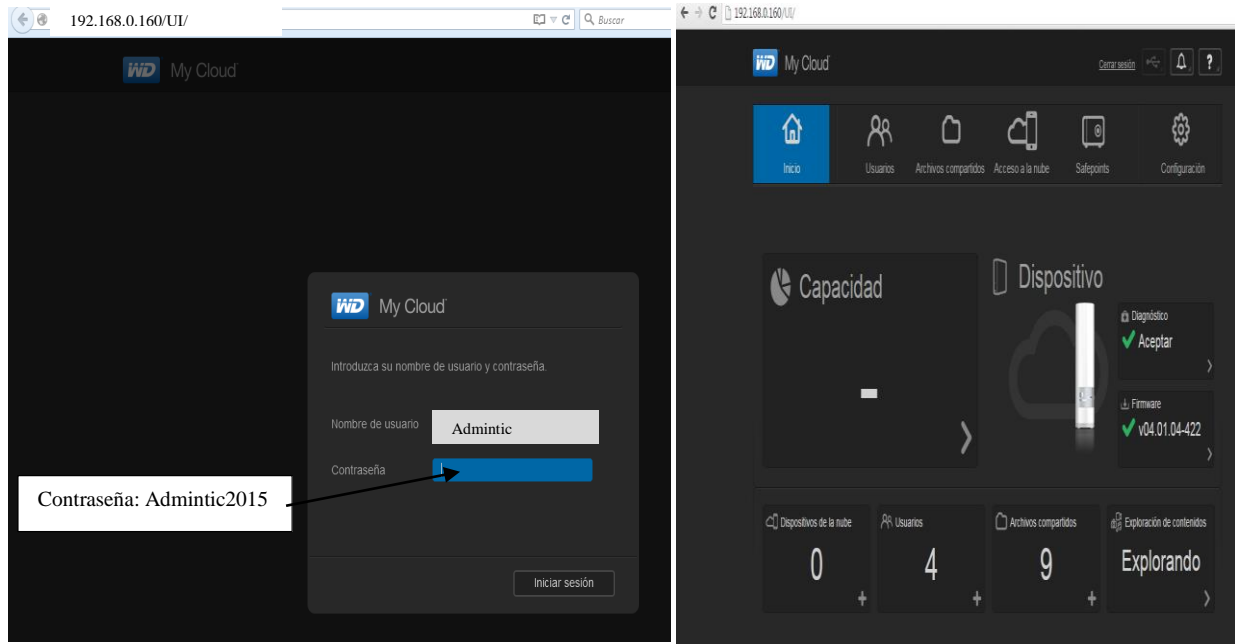 192.168.0.160/UI/
Buscar
WD My Cloud
WD My Cloud
Introduzca su nombre de usuario y contraseña.
Nombre de usuario
Admintic
Contraseña
Contraseña: Admintic2015
Iniciar sesión
192.168.0.160/UI/
WD My Cloud
Cerrar sesión
?
Inicio
Usuarios
Archivos compartidos
Acceso a la nube
Safepoints
Configuración
Capacidad
-
Dispositivo
Diagnóstico
Aceptar
Firmware
v04.01.04-422
Dispositivos de la nube
0
+
Usuarios
4
+
Archivos compartidos
9
+
Exploración de contenidos
Explorando